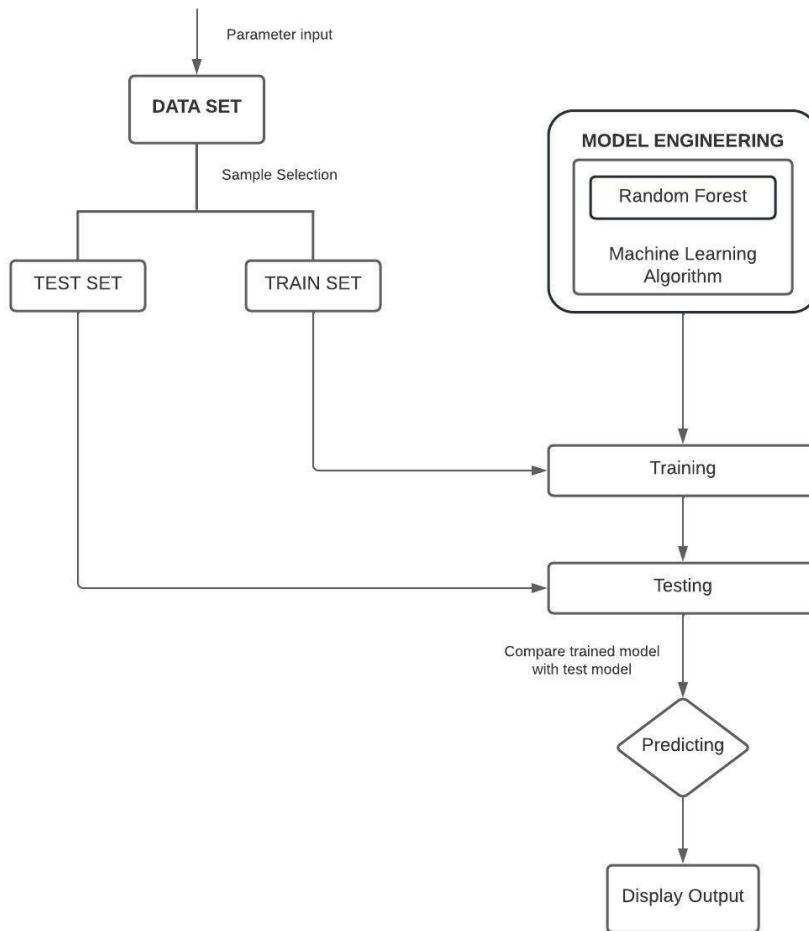 Parameter input
DATA SET
Sample Selection
TEST SET
TRAIN SET
MODEL ENGINEERING
Random Forest
Machine Learning
Algorithm
Training
Testing
Compare trained model
with test model
Predicting
Display Output